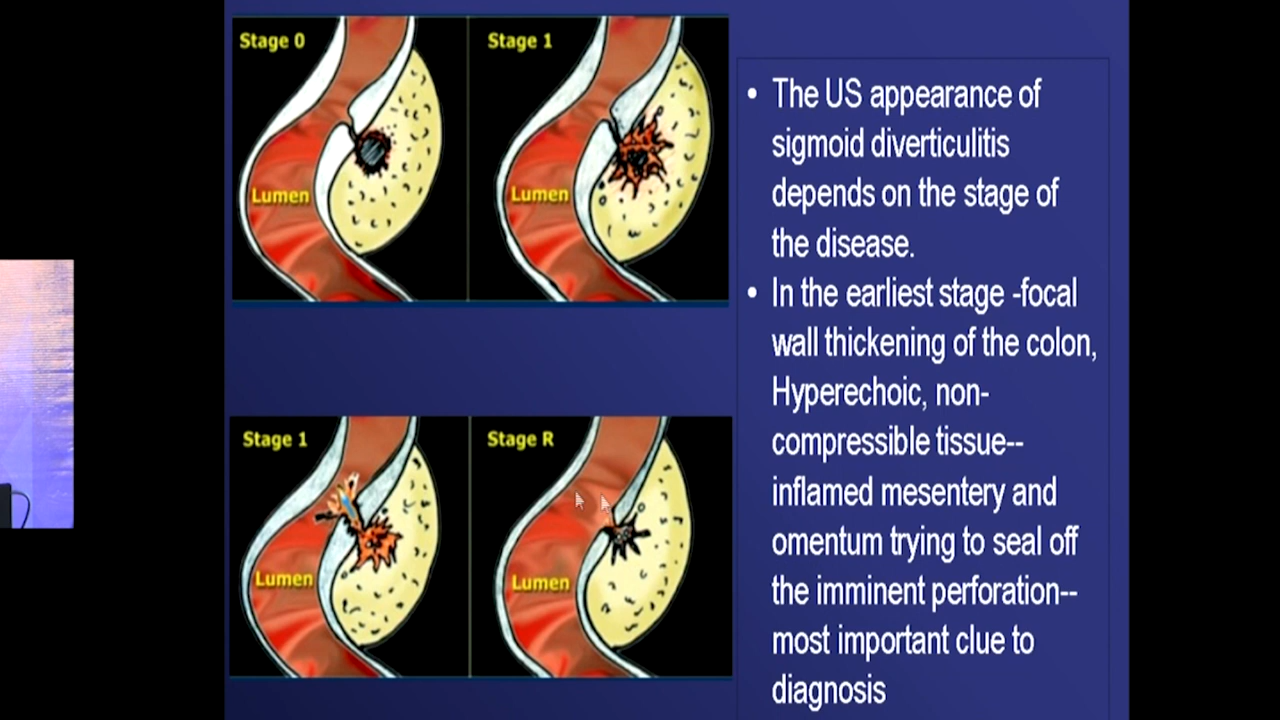 Stage 0
Stage 1
Lumen
Lumen
Stage 1
Stage R
Lumen
Lumen
• The US appearance of
sigmoid diverticulitis
depends on the stage of
the disease.
• In the earliest stage -focal
wall thickening of the colon,
Hyperechoic, non-
compressible tissue--
inflamed mesentery and
omentum trying to seal off
the imminent perforation--
most important clue to
diagnosis